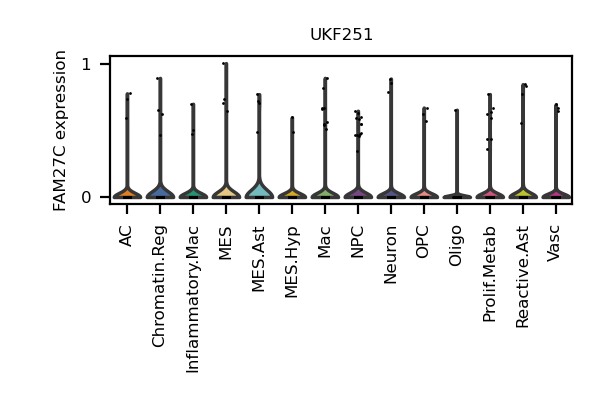 UKF251
FAM27C expression
1
0
AC
Chromatin.Reg
Inflammatory.Mac
MES
MES.Ast
MES.Hyp
Mac
NPC
Neuron
OPC
Oligo
Prolif.Metab
Reactive.Ast
Vasc